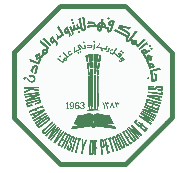 جامعة الملك فهد للبترول والمعادن
وقل رب زدني علما
1963 ١٣٨٣
KING FAHD UNIVERSITY OF PETROLEUM & MINERALS